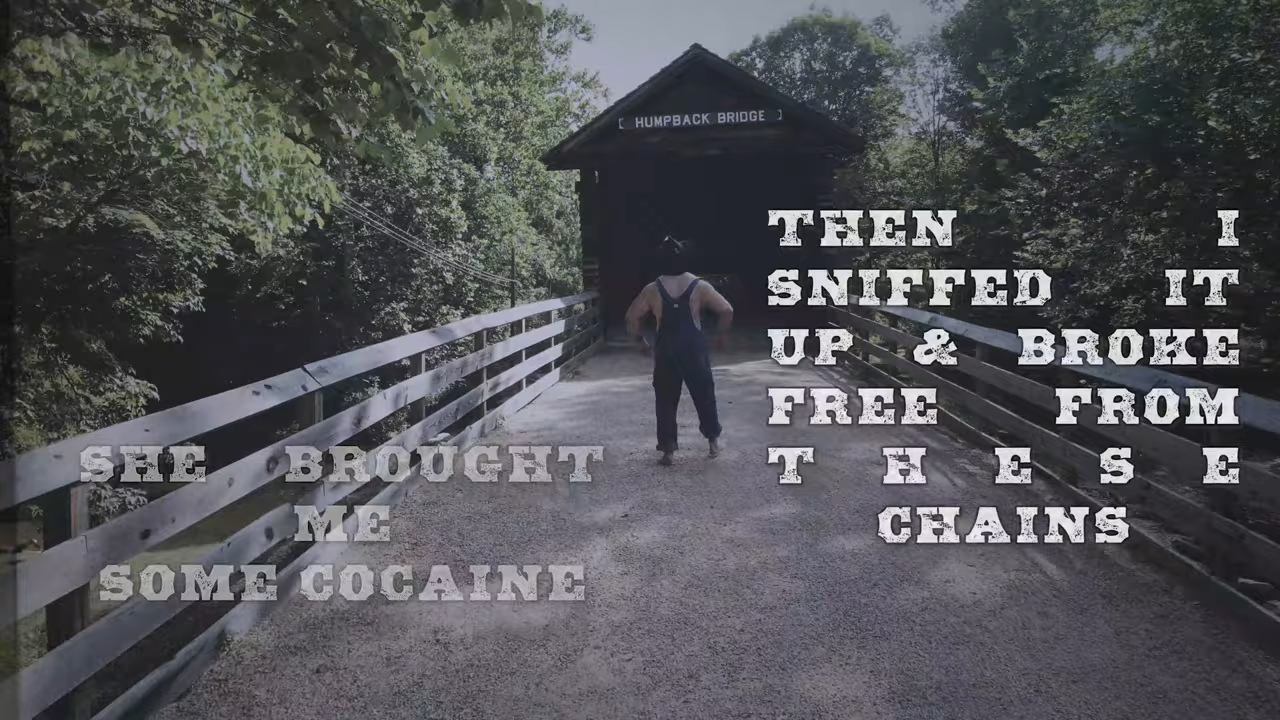 HUMPBACK BRIDGE
SHE BROUGHT
ME
SOME COCAINE
THEN I
SNIFFED IT
UP & BROKE
FREE FROM
THESE
CHAINS